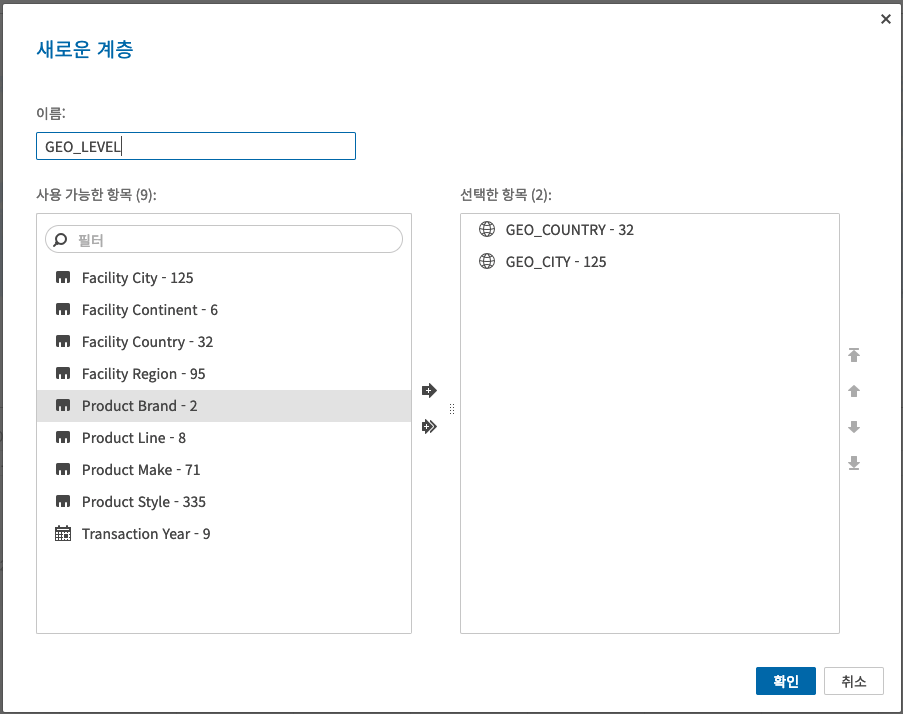 새로운 계층
이름:
GEO_LEVEL
사용 가능한 항목 (9):
필터
Facility City - 125
Facility Continent - 6
Facility Country - 32
Facility Region - 95
Product Brand - 2
Product Line - 8
Product Make - 71
Product Style - 335
Transaction Year - 9
선택한 항목 (2):
GEO_COUNTRY - 32
GEO_CITY - 125
확인
취소